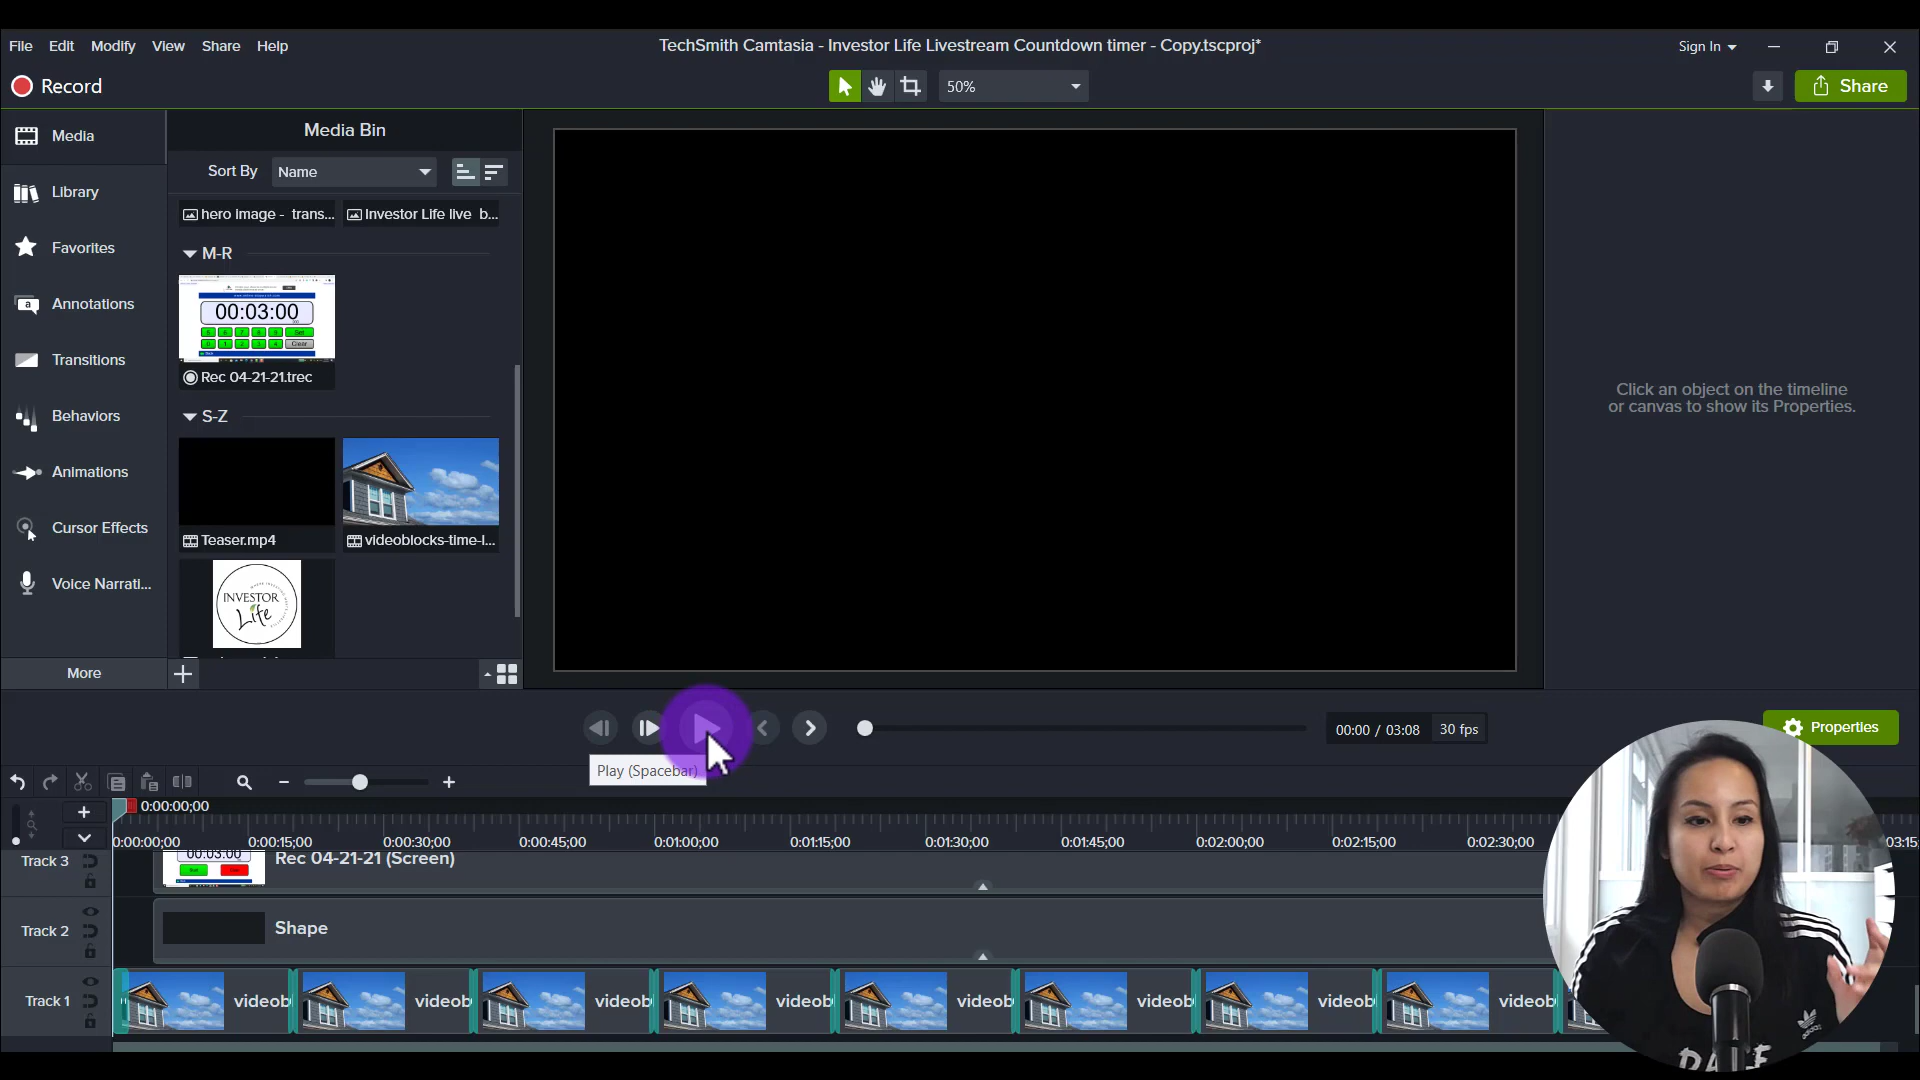 File Edit Modify View Share Help
TechSmith Camtasia - Investor Life Livestream Countdown timer - Copy.tscproj*
Sign In
Record
50%
Share
Media
Library
Favorites
Annotations
Transitions
Behaviors
Animations
Cursor Effects
Voice Narrati...
More
Media Bin
Sort By Name
hero image - trans... Investor Life live b...
M-R
00:03:00
Clear
Rec 04-21-21.trec
S-Z
Teaser.mp4 videoblocks-time-l...
INVESTOR
Life
Click an object on the timeline
or canvas to show its Properties.
00:00 / 03:08 30 fps
Properties
Play (Spacebar)
0:00:00;00
0:00:00;00 0:00:15;00 0:00:30;00 0:00:45;00 0:01:00;00 0:01:15;00 0:01:30;00 0:01:45;00 0:02:00;00 0:02:15;00 0:02:30;00 03:15
Track 3 00:03:00 Rec 04-21-21 (Screen)
Track 2 Shape
Track 1 videob videob videob videob videob videob videob videob
adidas